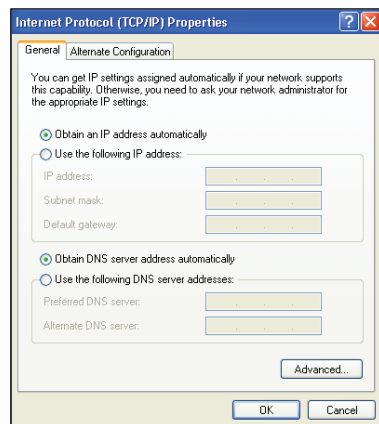 Internet Protocol (TCP/IP) Properties
General
Alternate Configuration
You can get IP settings assigned automatically if your network supports
this capability. Otherwise, you need to ask your network administrator for
the appropriate IP settings.
Obtain an IP address automatically
Use the following IP address:
IP address:
Subnet mask:
Default gateway:
Obtain DNS server address automatically
Use the following DNS server addresses:
Preferred DNS server:
Alternate DNS server:
Advanced...
OK
Cancel